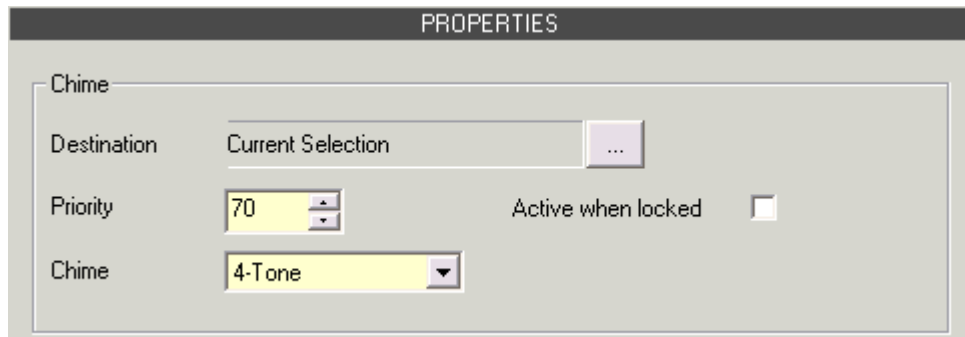 PROPERTIES
Chime
Destination Current Selection ...
Priority 70 Active when locked
Chime 4-Tone